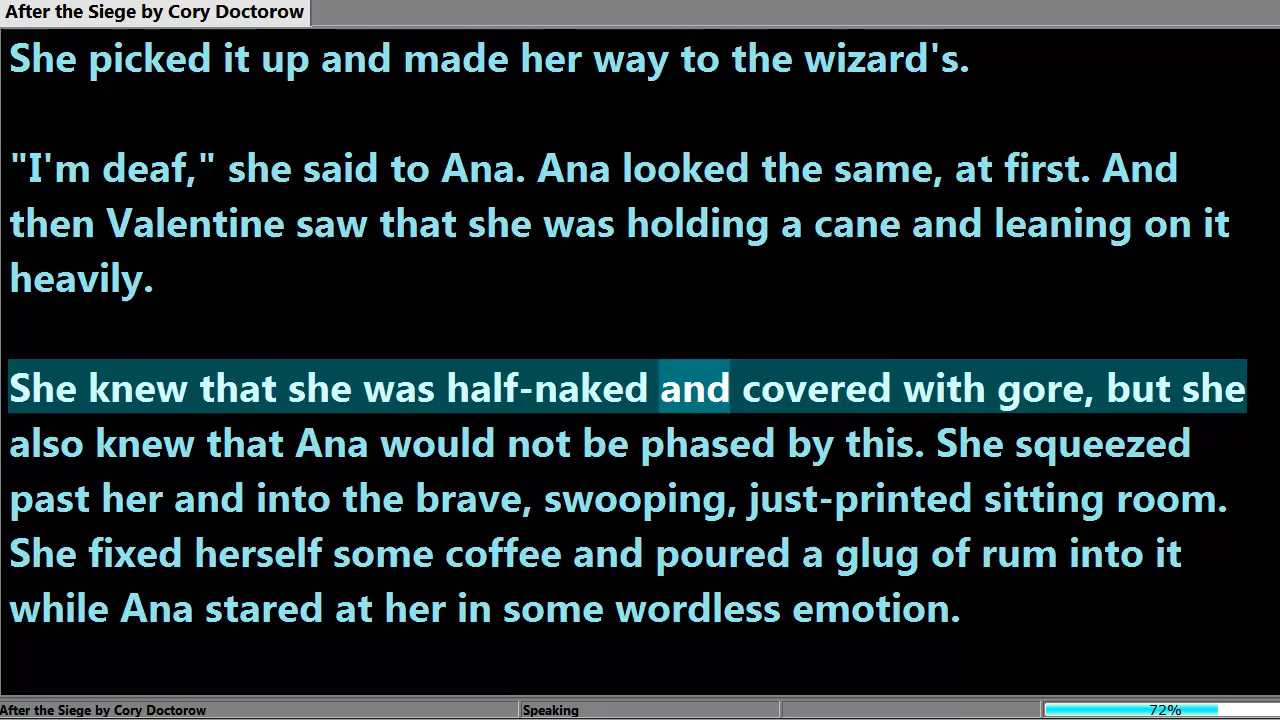 After the Siege by Cory Doctorow
She picked it up and made her way to the wizard's.
"I'm deaf," she said to Ana. Ana looked the same, at first. And
then Valentine saw that she was holding a cane and leaning on it
heavily.
She knew that she was half-naked and covered with gore, but she
also knew that Ana would not be phased by this. She squeezed
past her and into the brave, swooping, just-printed sitting room.
She fixed herself some coffee and poured a glug of rum into it
while Ana stared at her in some wordless emotion.
After the Siege by Cory Doctorow
Speaking
72%